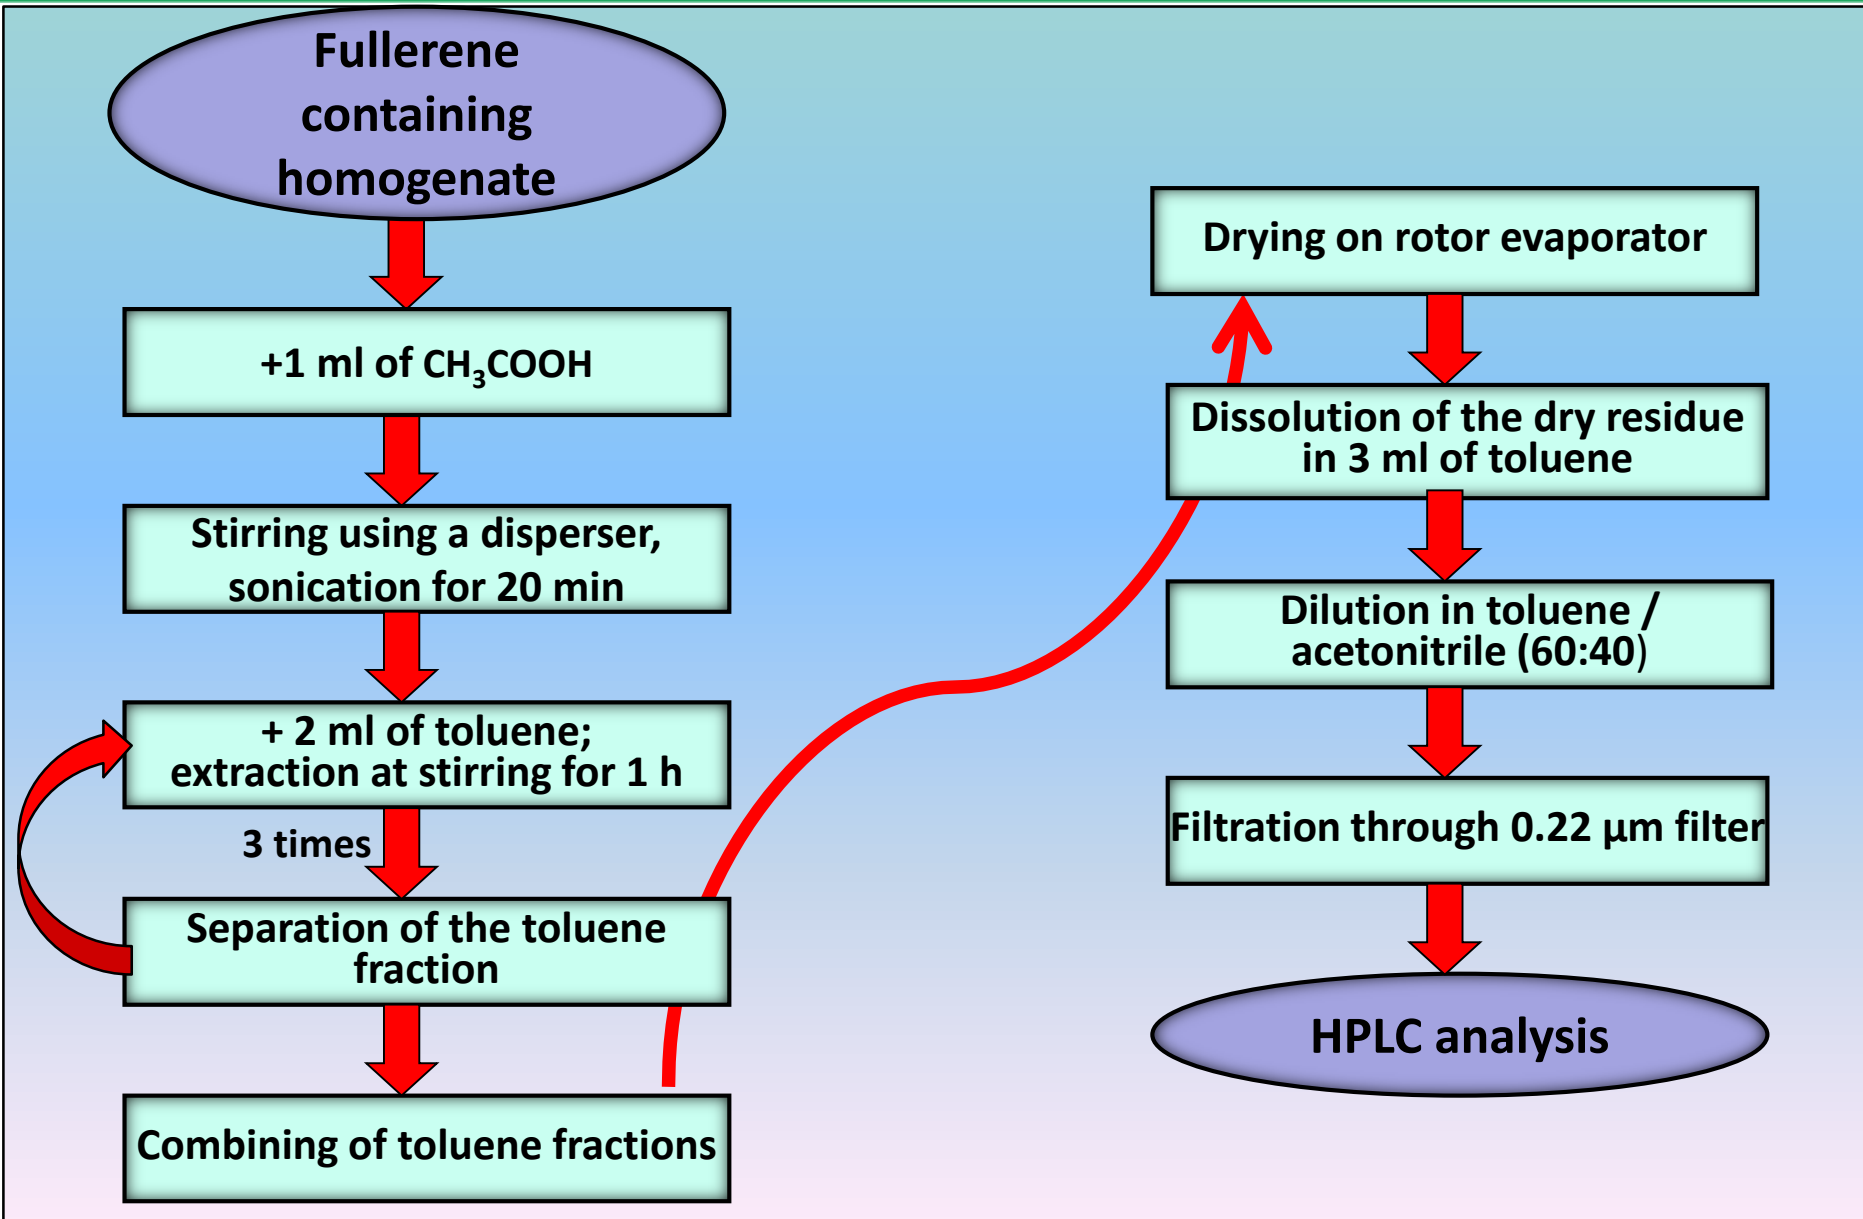 Fullerene
containing
homogenate
+1 ml of CH₃COOH
Stirring using a disperser,
sonication for 20 min
+ 2 ml of toluene;
extraction at stirring for 1 h
3 times
Separation of the toluene
fraction
Combining of toluene fractions
Drying on rotor evaporator
Dissolution of the dry residue
in 3 ml of toluene
Dilution in toluene /
acetonitrile (60:40)
Filtration through 0.22 µm filter
HPLC analysis